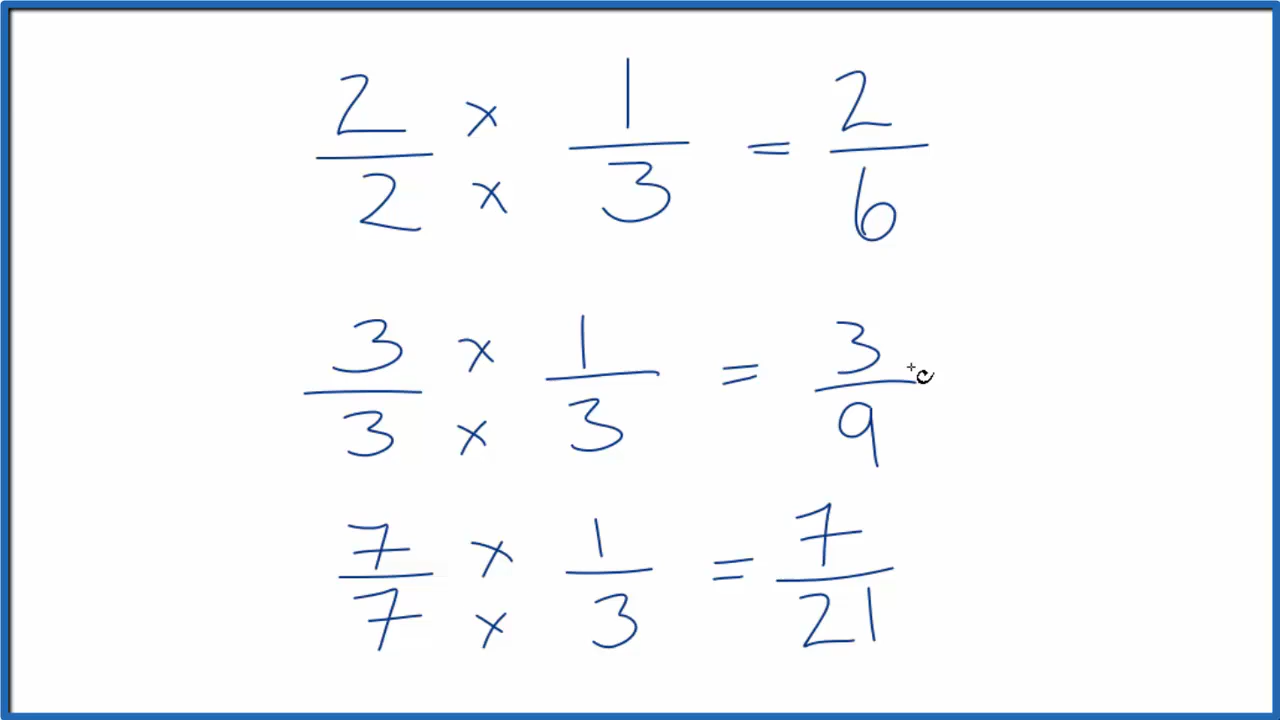 2/2 × 1/3 = 2/6
3/3 × 1/3 = 3/9
7/7 × 1/3 = 7/21